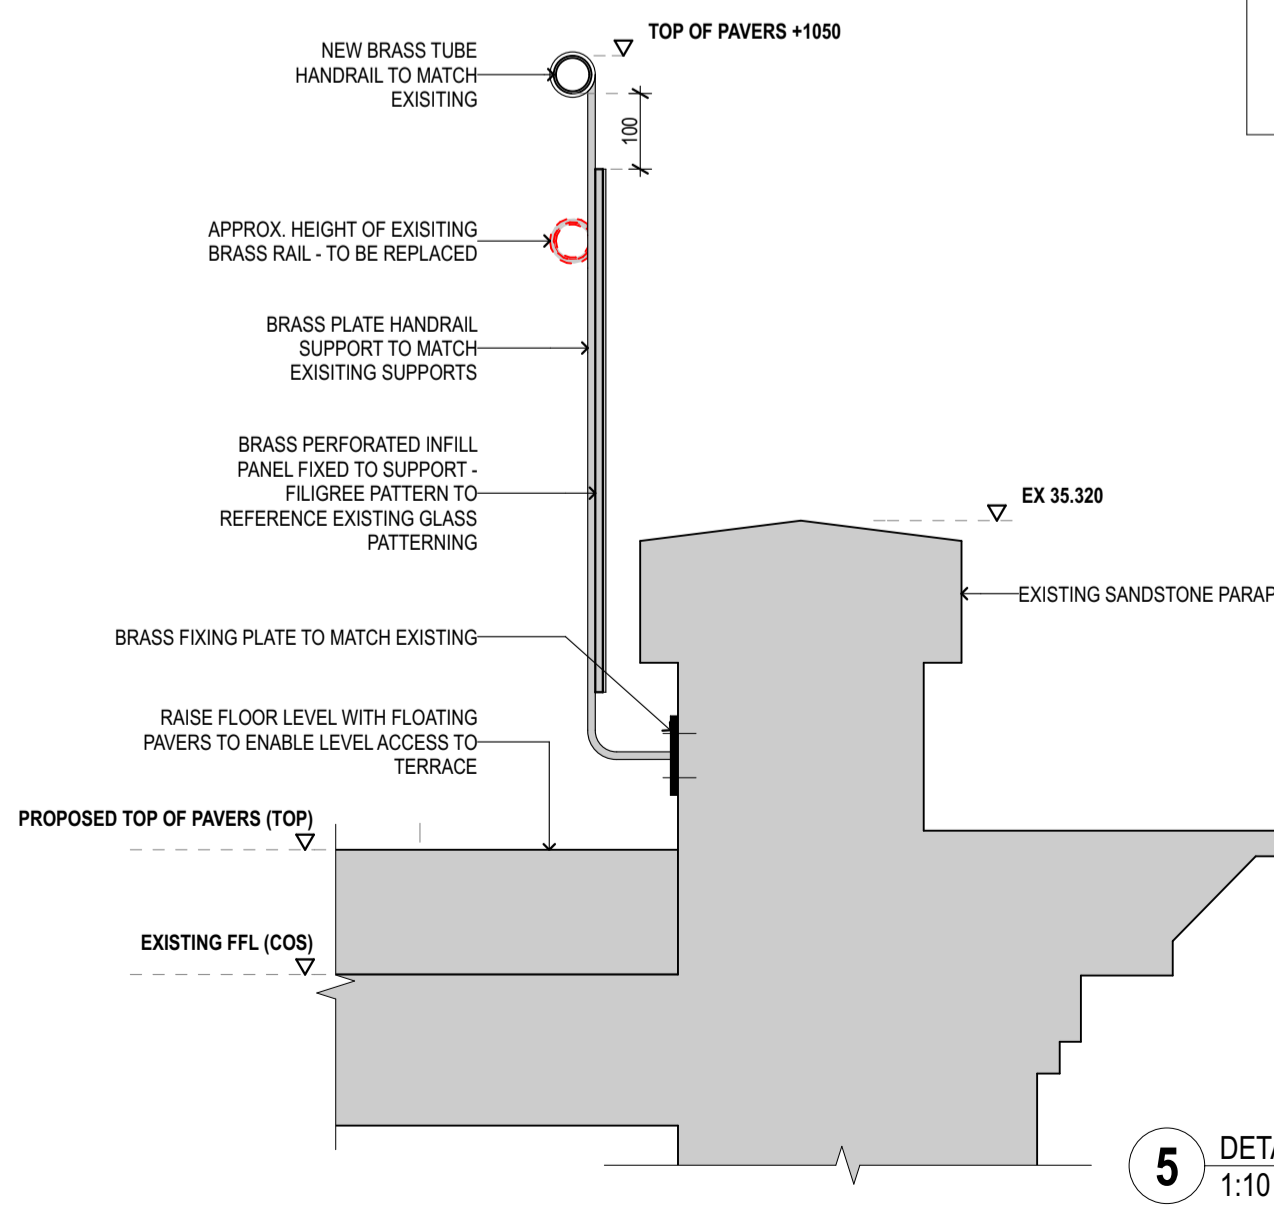 TOP OF PAVERS +1050
NEW BRASS TUBE
HANDRAIL TO MATCH
EXISITING
100
APPROX. HEIGHT OF EXISITING
BRASS RAIL - TO BE REPLACED
BRASS PLATE HANDRAIL
SUPPORT TO MATCH
EXISITING SUPPORTS
BRASS PERFORATED INFILL
PANEL FIXED TO SUPPORT -
FILIGREE PATTERN TO
REFERENCE EXISTING GLASS
PATTERNING
EX 35.320
EXISTING SANDSTONE PARAP
BRASS FIXING PLATE TO MATCH EXISTING
RAISE FLOOR LEVEL WITH FLOATING
PAVERS TO ENABLE LEVEL ACCESS TO
TERRACE
PROPOSED TOP OF PAVERS (TOP)
EXISTING FFL (COS)
5
DETA
1:10